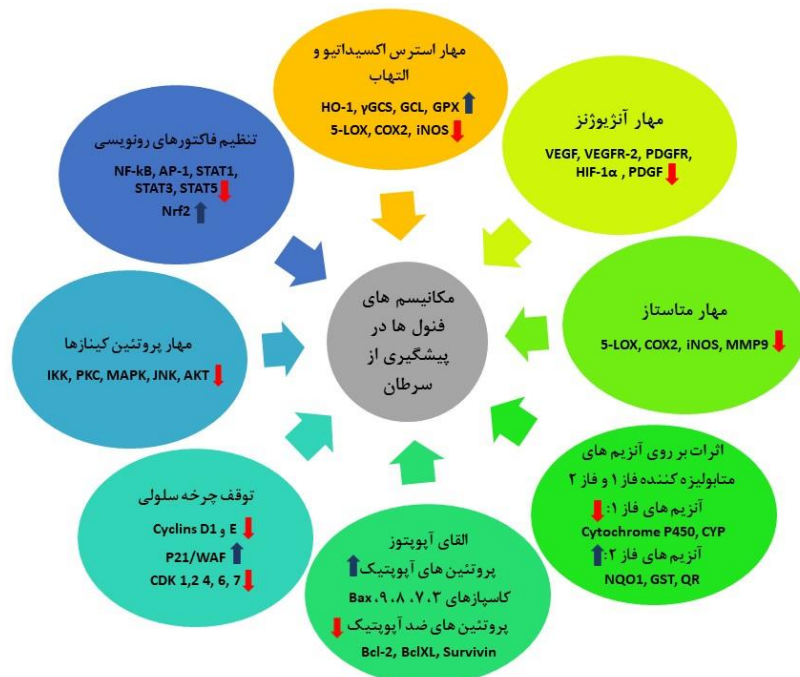 مهار استرس اکسیداتیو و
التهاب
HO-1, γGCS, GCL, GPX
5-LOX, COX2, iNOS
مهار آنژیوژنز
VEGF, VEGFR-2, PDGFR,
HIF-1α , PDGF
مهار متاستاز
5-LOX, COX2, iNOS, MMP9
اثرات بر روی آنزیم های
متابولیزه کننده فاز ۱ و فاز ۲
آنزیم های فاز ۱:
Cytochrome P450, CYP
آنزیم های فاز ۲:
NQO1, GST, QR
القای آپوپتوز
پروتئین های آپوپتیک
کاسپازهای ۳، ۷، ۸، ۹، Bax
پروتئین های ضد آپوپتیک
Bcl-2, BclXL, Survivin
توقف چرخه سلولی
Cyclins D1 و E
P21/WAF
CDK 1,2 4, 6, 7
مهار پروتئین کینازها
IKK, PKC, MAPK, JNK, AKT
تنظیم فاکتورهای رونویسی
NF-kB, AP-1, STAT1,
STAT3, STAT5
Nrf2
مکانیسم های
فنول ها در
پیشگیری از
سرطان